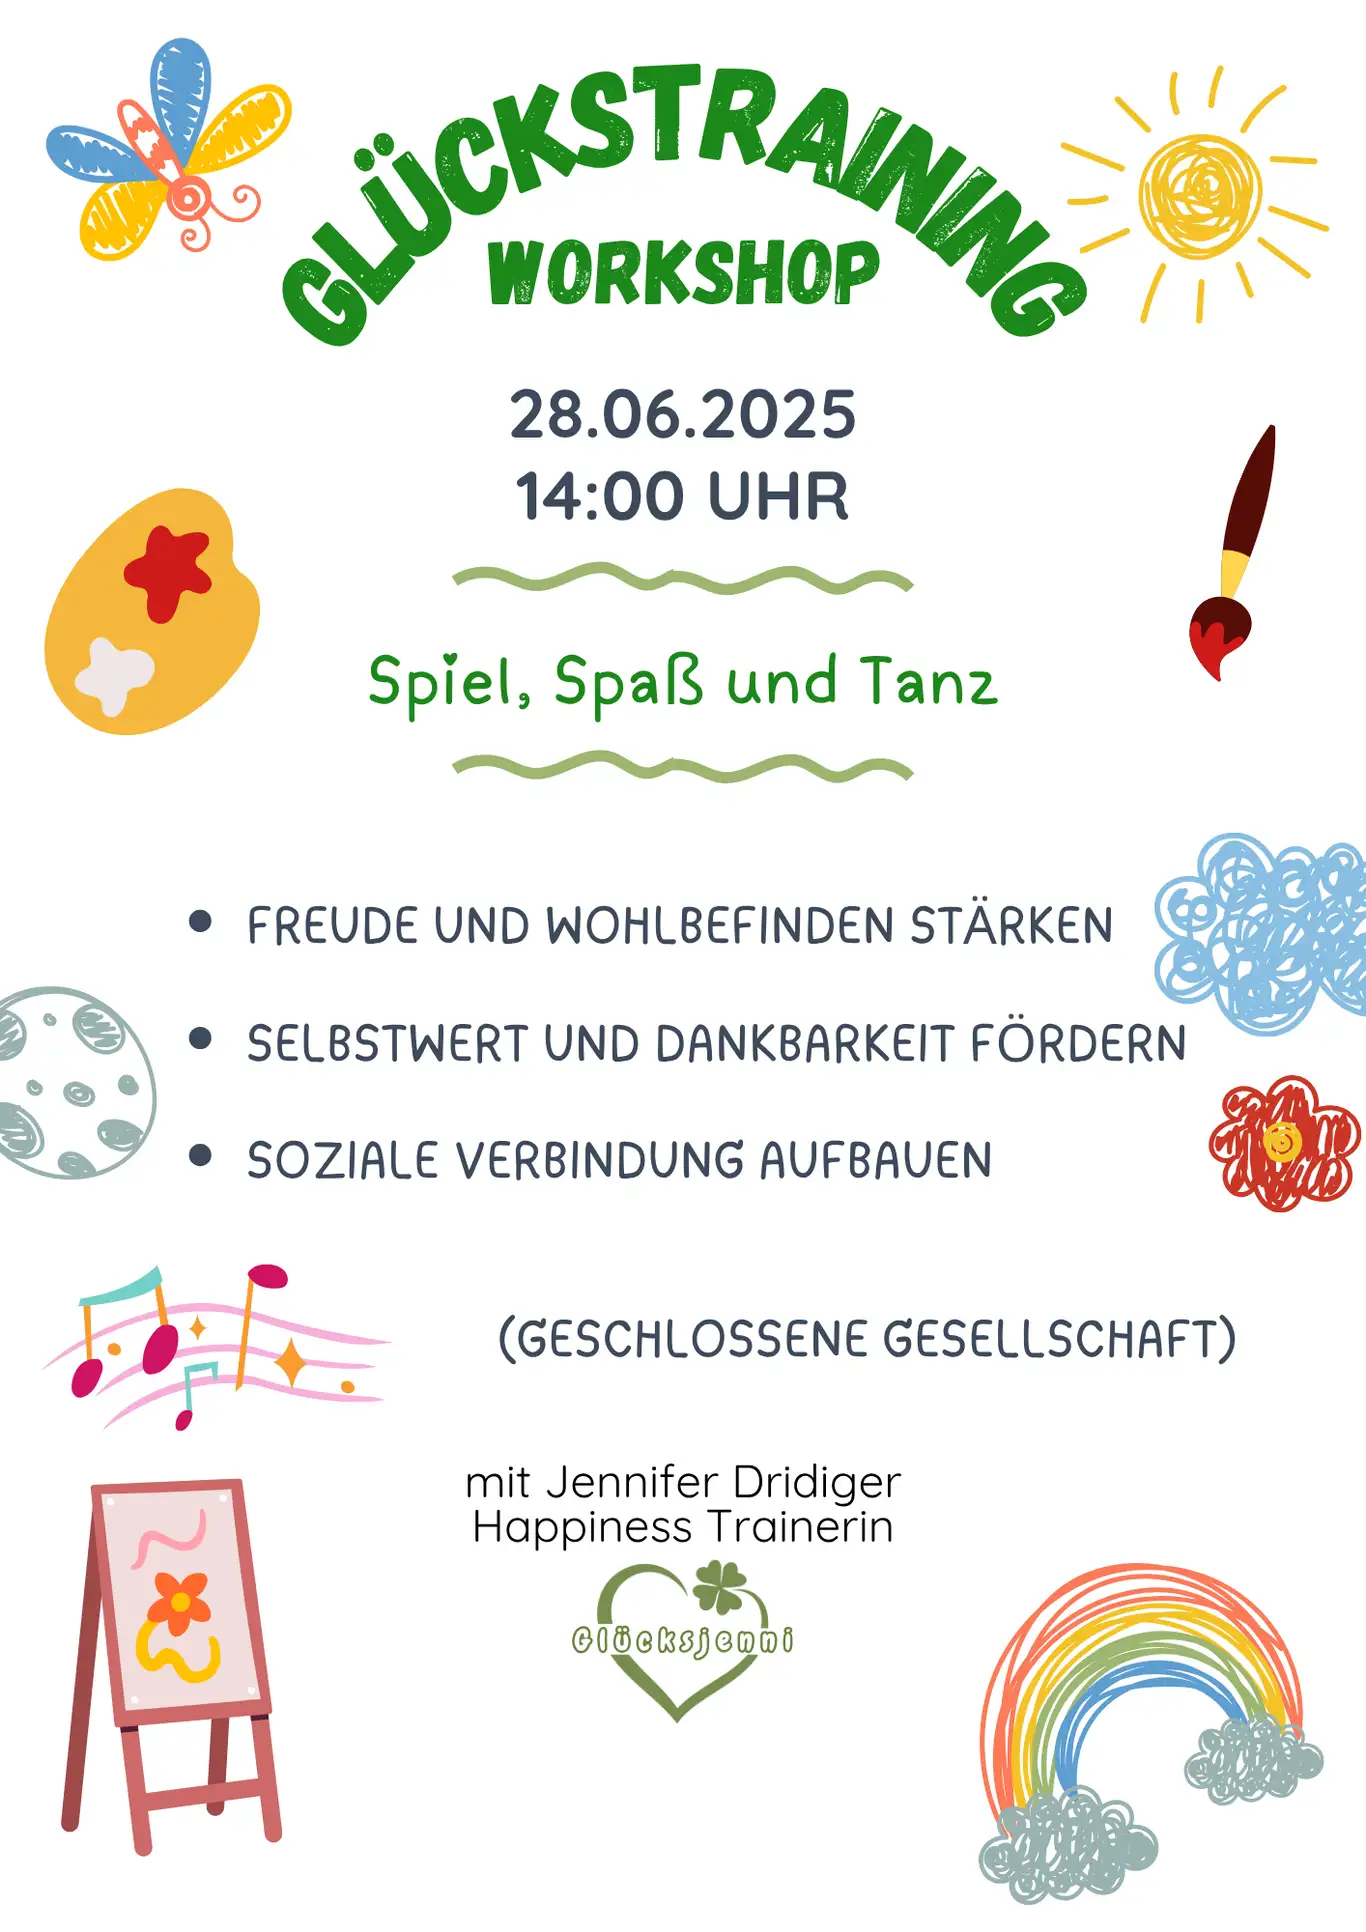 GLÜCKSTRAINING
WORKSHOP
28.06.2025
14:00 UHR
Spiel, Spaß und Tanz
• FREUDE UND WOHLBEFINDEN STÄRKEN
• SELBSTWERT UND DANKBARKEIT FÖRDERN
• SOZIALE VERBINDUNG AUFBAUEN
(GESCHLOSSENE GESELLSCHAFT)
mit Jennifer Dridiger
Happiness Trainerin
Glücksjenni